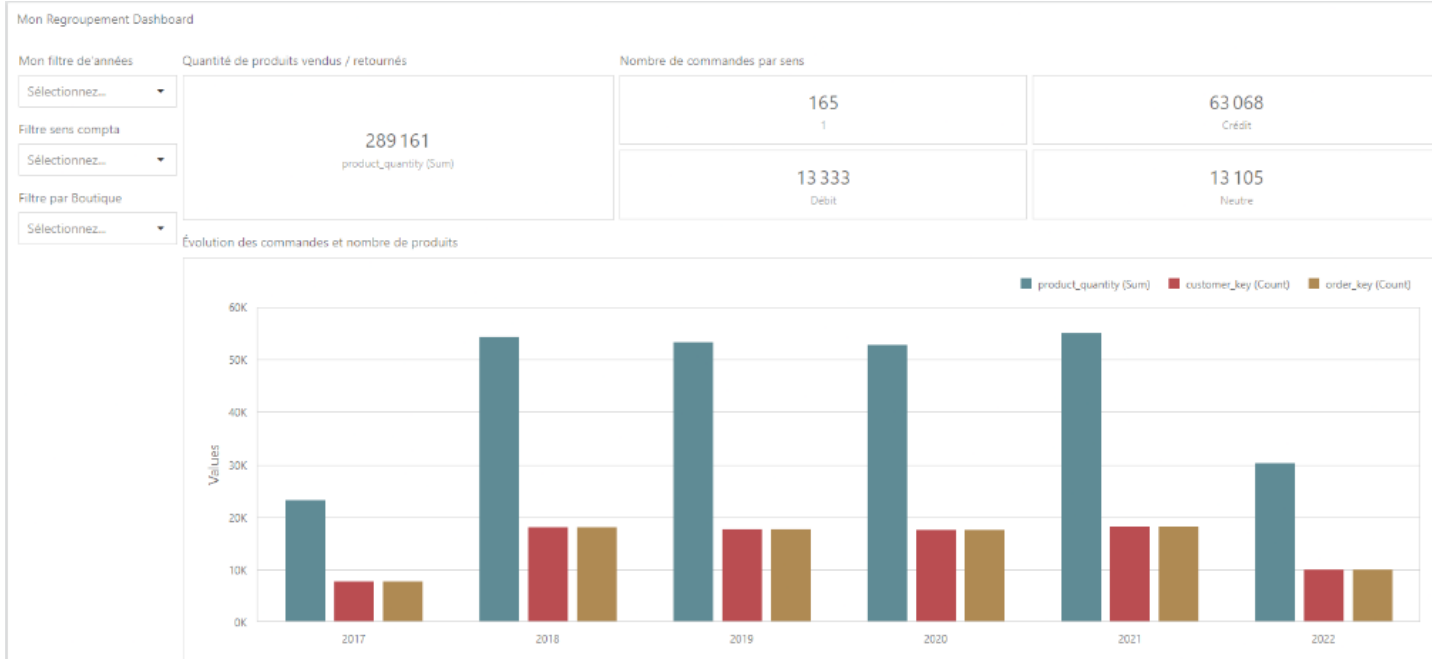 Mon Regroupement Dashboard
Mon filtre de'années
Sélectionnez...
Filtre sens compta
Sélectionnez...
Filtre par Boutique
Sélectionnez...
Quantité de produits vendus / retournés
289 161
product_quantity (Sum)
Nombre de commandes par sens
165
1
63 068
Crédit
13 333
Débit
13 105
Neutre
Évolution des commandes et nombre de produits
product_quantity (Sum) customer_key (Count) order_key (Count)
Values
60K
50K
40K
30K
20K
10K
0K
2017 2018 2019 2020 2021 2022